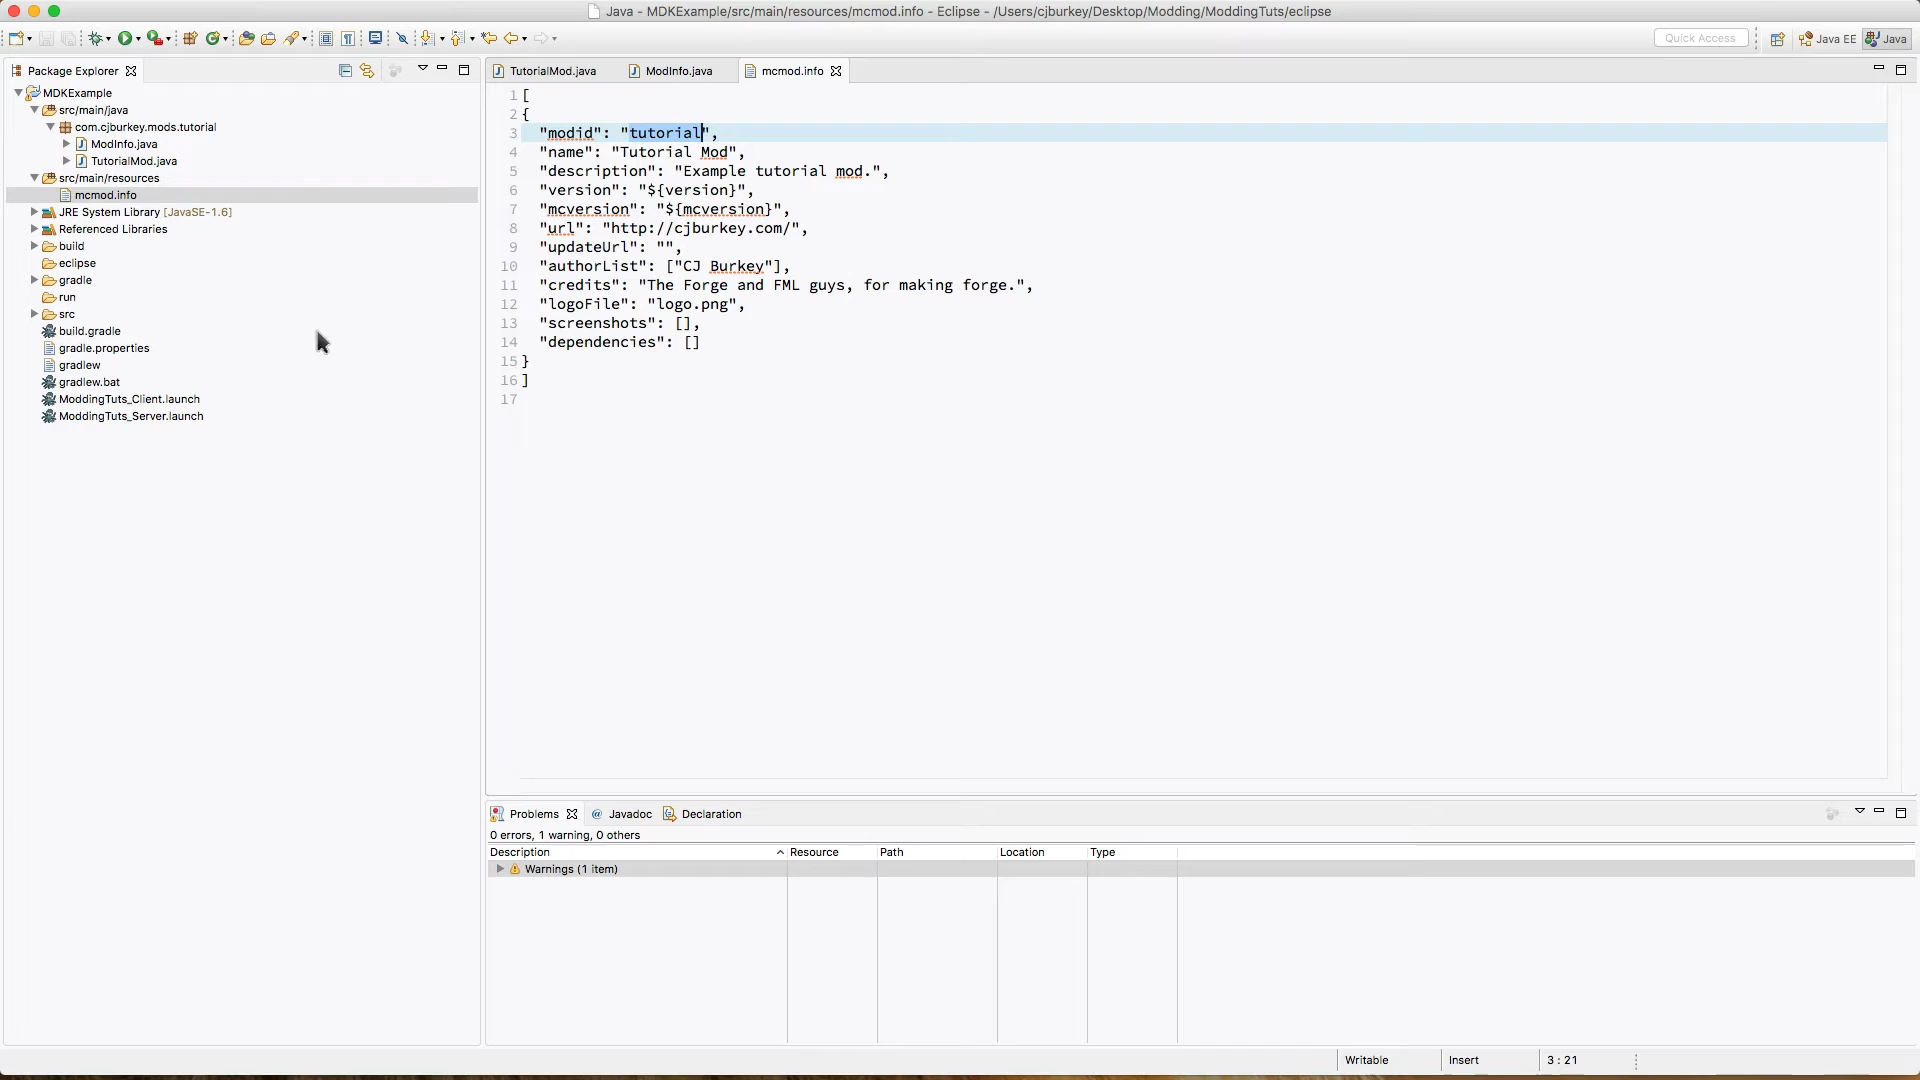 Java - MDKExample/src/main/resources/mcmod.info - Eclipse - /Users/cjburkey/Desktop/Modding/ModdingTuts/eclipse
Quick Access
Java EE
Java
Package Explorer
MDKExample
src/main/java
com.cjburkey.mods.tutorial
ModInfo.java
TutorialMod.java
src/main/resources
mcmod.info
JRE System Library [JavaSE-1.6]
Referenced Libraries
build
eclipse
gradle
run
src
build.gradle
gradle.properties
gradlew
gradlew.bat
ModdingTuts_Client.launch
ModdingTuts_Server.launch
TutorialMod.java
ModInfo.java
mcmod.info
1 [
2 {
3 "modid": "tutorial",
4 "name": "Tutorial Mod",
5 "description": "Example tutorial mod.",
6 "version": "${version}",
7 "mcversion": "${mcversion}",
8 "url": "http://cjburkey.com/",
9 "updateUrl": "",
10 "authorList": ["CJ Burkey"],
11 "credits": "The Forge and FML guys, for making forge.",
12 "logoFile": "logo.png",
13 "screenshots": [],
14 "dependencies": []
15 }
16 ]
17
Problems
@ Javadoc
Declaration
0 errors, 1 warning, 0 others
Description Resource Path Location Type
Warnings (1 item)
Writable Insert 3 : 21